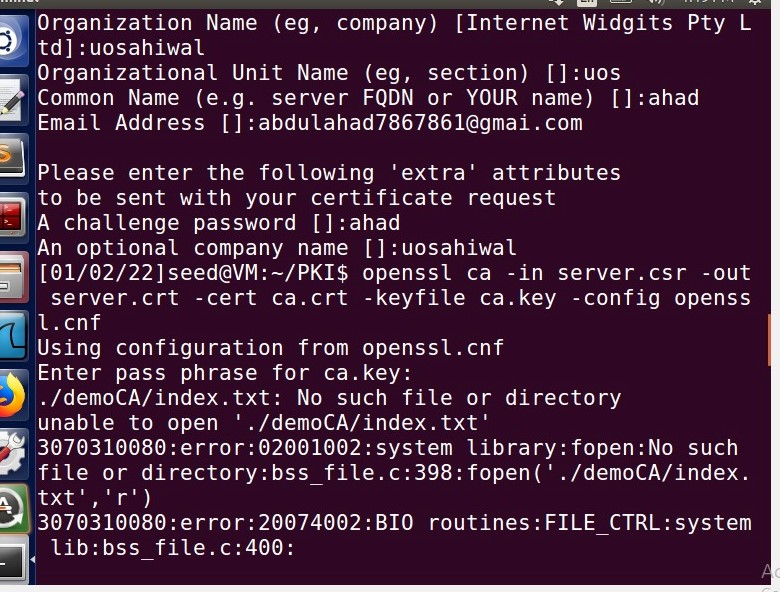 Organization Name (eg, company) [Internet Widgits Pty L
td]:uosahiwal
Organizational Unit Name (eg, section) []:uos
Common Name (e.g. server FQDN or YOUR name) []:ahad
Email Address []:abdulahad7867861@gmai.com
Please enter the following 'extra' attributes
to be sent with your certificate request
A challenge password []:ahad
An optional company name []:uosahiwal
[01/02/22]seed@VM:~/PKI$ openssl ca -in server.csr -out
 server.crt -cert ca.crt -keyfile ca.key -config openss
l.cnf
Using configuration from openssl.cnf
Enter pass phrase for ca.key:
./demoCA/index.txt: No such file or directory
unable to open './demoCA/index.txt'
3070310080:error:02001002:system library:fopen:No such
file or directory:bss_file.c:398:fopen('./demoCA/index.
txt','r')
3070310080:error:20074002:BIO routines:FILE_CTRL:system
 lib:bss_file.c:400: